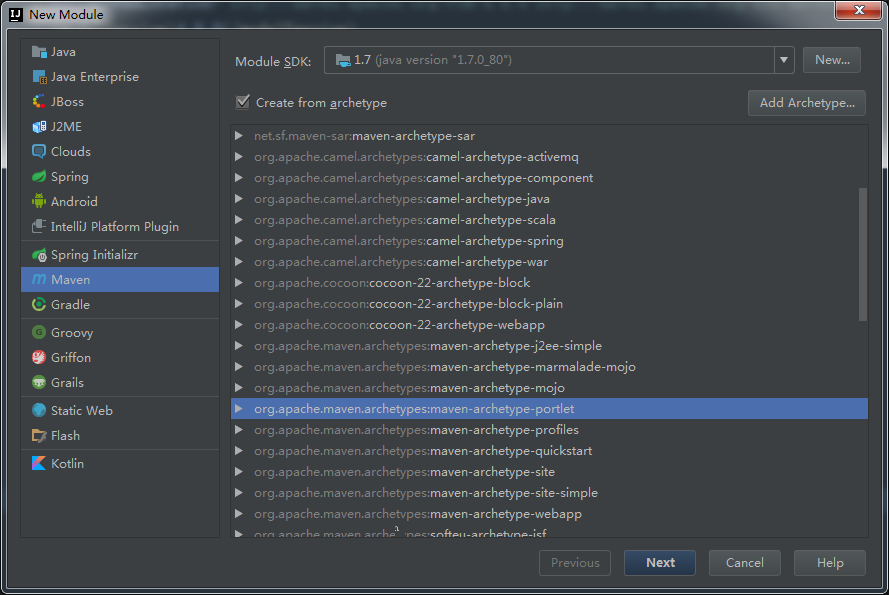 New Module
Java
Java Enterprise
JBoss
J2ME
Clouds
Spring
Android
IntelliJ Platform Plugin
Spring Initializr
Maven
Gradle
Groovy
Griffon
Grails
Static Web
Flash
Kotlin
Module SDK: 1.7 (java version "1.7.0_80") New...
Create from archetype Add Archetype...
net.sf.maven-sar:maven-archetype-sar
org.apache.camel.archetypes:camel-archetype-activemq
org.apache.camel.archetypes:camel-archetype-component
org.apache.camel.archetypes:camel-archetype-java
org.apache.camel.archetypes:camel-archetype-scala
org.apache.camel.archetypes:camel-archetype-spring
org.apache.camel.archetypes:camel-archetype-war
org.apache.cocoon:cocoon-22-archetype-block
org.apache.cocoon:cocoon-22-archetype-block-plain
org.apache.cocoon:cocoon-22-archetype-webapp
org.apache.maven.archetypes:maven-archetype-j2ee-simple
org.apache.maven.archetypes:maven-archetype-marmalade-mojo
org.apache.maven.archetypes:maven-archetype-mojo
org.apache.maven.archetypes:maven-archetype-portlet
org.apache.maven.archetypes:maven-archetype-profiles
org.apache.maven.archetypes:maven-archetype-quickstart
org.apache.maven.archetypes:maven-archetype-site
org.apache.maven.archetypes:maven-archetype-site-simple
org.apache.maven.archetypes:maven-archetype-webapp
org.apache.maven.archetypes:softeu-archetype-jsf
Previous Next Cancel Help